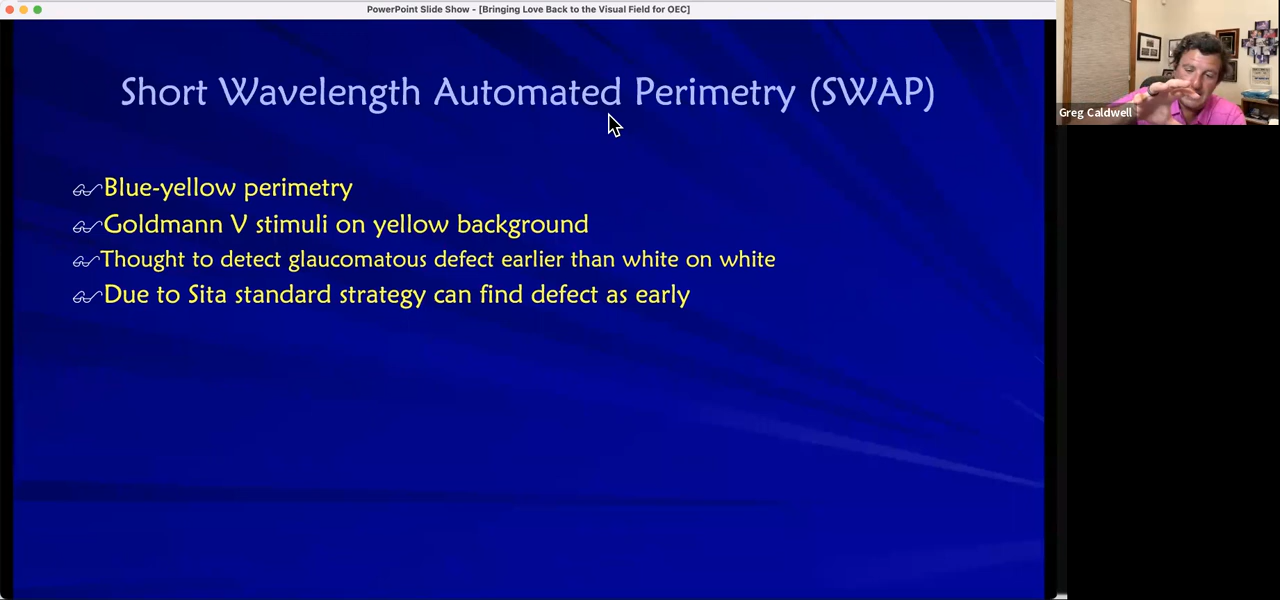 PowerPoint Slide Show - [Bringing Love Back to the Visual Field for OEC]
Short Wavelength Automated Perimetry (SWAP)
Greg Caldwell
Blue-yellow perimetry
Goldmann V stimuli on yellow background
Thought to detect glaucomatous defect earlier than white on white
Due to Sita standard strategy can find defect as early